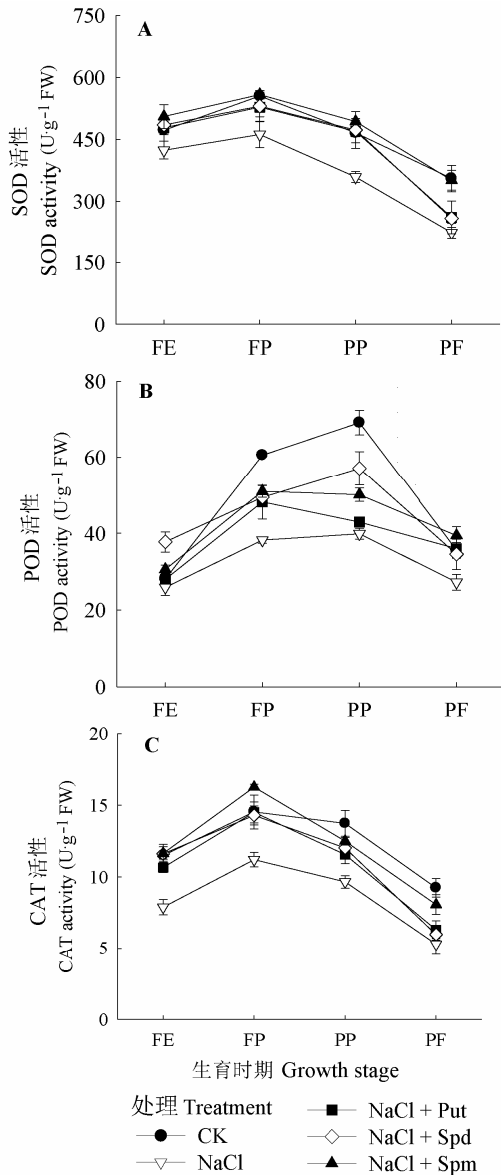 A
750
600
450
300
150
0
SOD 活性
SOD activity (U·g⁻¹ FW)
FE FP PP PF
B
80
60
40
20
0
POD 活性
POD activity (U·g⁻¹ FW)
FE FP PP PF
C
20
15
10
5
0
CAT 活性
CAT activity (U·g⁻¹ FW)
FE FP PP PF
生育时期 Growth stage
处理 Treatment
CK
NaCl
NaCl + Put
NaCl + Spd
NaCl + Spm